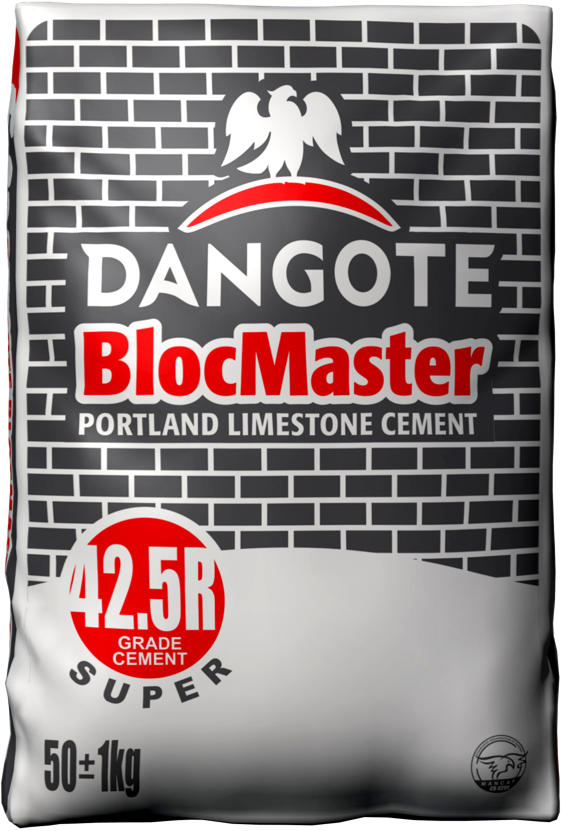 DANGOTE
BlocMaster
PORTLAND LIMESTONE CEMENT
42.5R
GRADE
CEMENT
SUPER
50±1kg